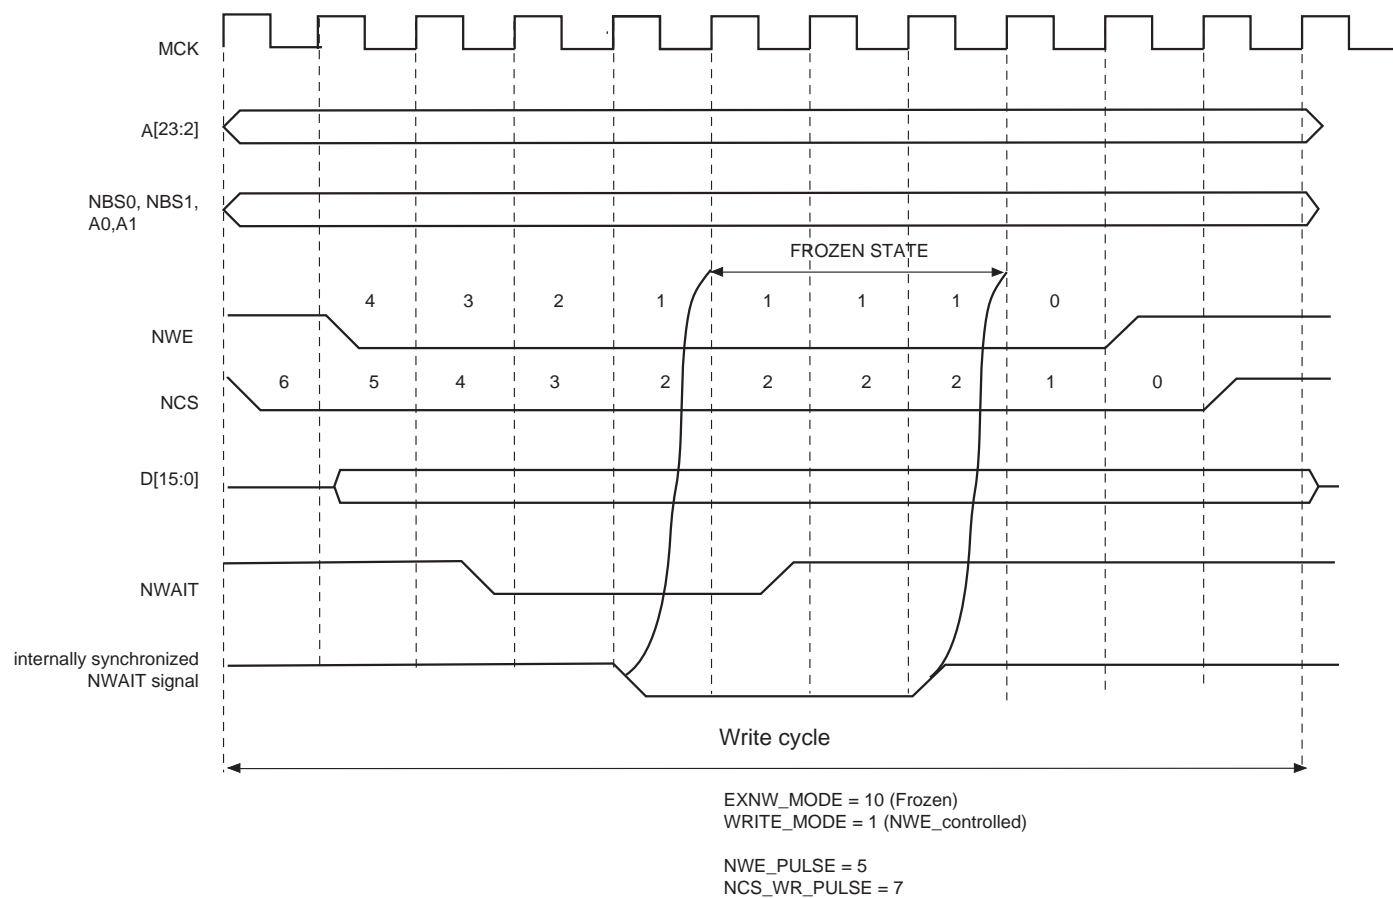 MCK
A[23:2]
NBS0, NBS1,
A0,A1
FROZEN STATE
4 3 2 1 1 1 1 0
NWE
6 5 4 3 2 2 2 2 1 0
NCS
D[15:0]
NWAIT
internally synchronized
NWAIT signal
Write cycle
EXNW_MODE = 10 (Frozen)
WRITE_MODE = 1 (NWE_controlled)
NWE_PULSE = 5
NCS_WR_PULSE = 7